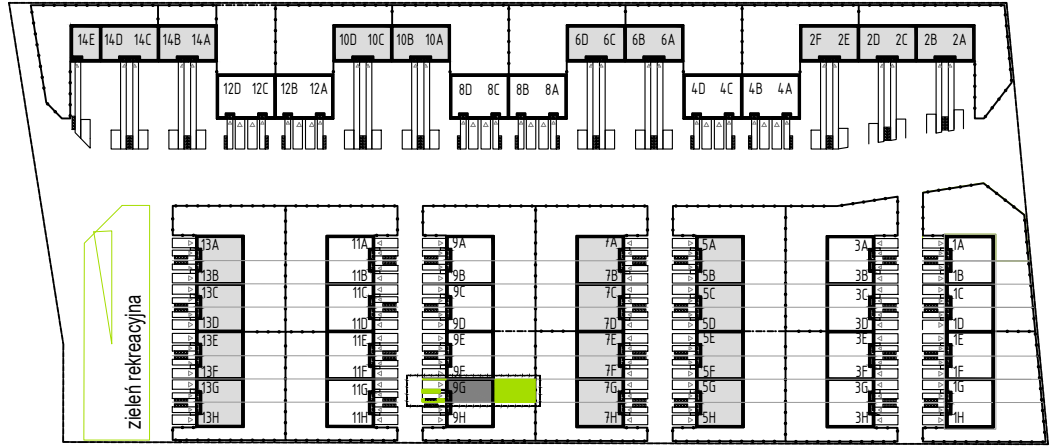 14E 14D 14C 14B 14A 10D 10C 10B 10A 6D 6C 6B 6A 2F 2E 2D 2C 2B 2A
12D 12C 12B 12A 8D 8C 8B 8A 4D 4C 4B 4A
13A 11A 9A 7A 5A 3A 1A
13B 11B 9B 7B 5B 3B 1B
13C 11C 9C 7C 5C 3C 1C
13D 11D 9D 7D 5D 3D 1D
13E 11E 9E 7E 5E 3E 1E
13F 11F 9F 7F 5F 3F 1F
13G 11G 9G 7G 5G 3G 1G
13H 11H 9H 7H 5H 3H 1H
zieleń rekreacyjna